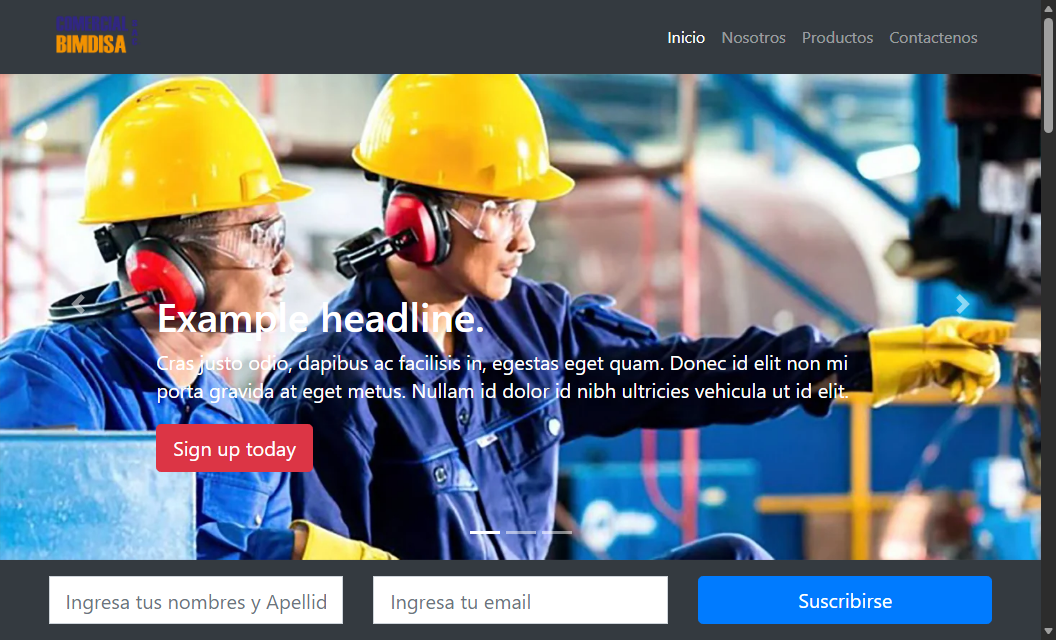 COMERCIAL
BIMDISA
Inicio Nosotros Productos Contactenos
Example headline.
Cras justo odio, dapibus ac facilisis in, egestas eget quam. Donec id elit non mi
porta gravida at eget metus. Nullam id dolor id nibh ultricies vehicula ut id elit.
Sign up today
Ingresa tus nombres y Apellid
Ingresa tu email
Suscribirse